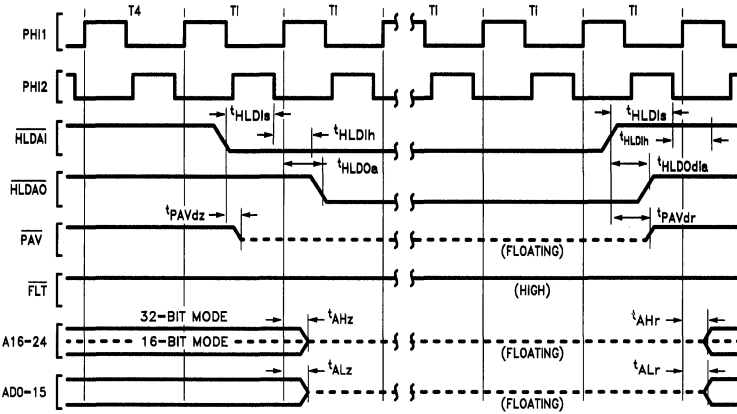 T4 TI TI TI Ti TI
PHI1
PHI2
tHLDIs tHLDIs
HLDAI tHLDIh tHLDIh
tHLDOa tHLDOdia
HLDAO
tPAVdz tPAVdr
PAV (FLOATING)
FLT (HIGH)
32-BIT MODE tAHz tAHr
A16-24 16-BIT MODE (FLOATING)
tALz tALr
AD0-15 (FLOATING)